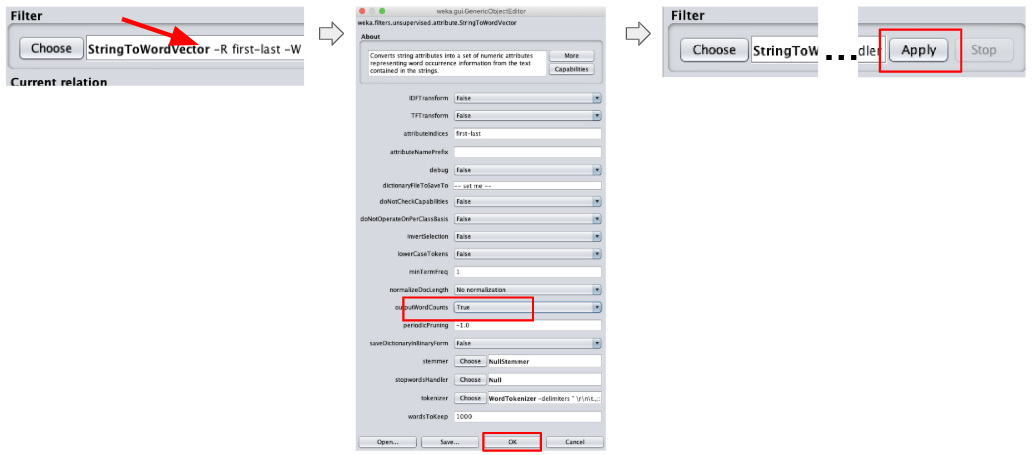 Filter
Choose StringToWordVector -R first-last -W
Current relation
weka.gui.GenericObjectEditor
weka.filters.unsupervised.attribute.StringToWordVector
About
Converts string attributes into a set of numeric attributes
representing word occurrence information from the text
contained in the strings.
More
Capabilities
IDFTransform False
TFTransform False
attributeIndices first-last
attributeNamePrefix
debug False
dictionaryFileToSaveTo -- set me --
doNotCheckCapabilities False
doNotOperateOnPerClassBasis False
invertSelection False
lowerCaseTokens False
minTermFreq 1
normalizeDocLength No normalization
outputWordCounts True
periodicPruning -1.0
saveDictionaryInBinaryForm False
stemmer Choose NullStemmer
stopwordsHandler Choose Null
tokenizer Choose WordTokenizer -delimiters " \r\n\t.,;:
wordsToKeep 1000
Open... Save... OK Cancel
Filter
Choose StringToW ... dler Apply Stop